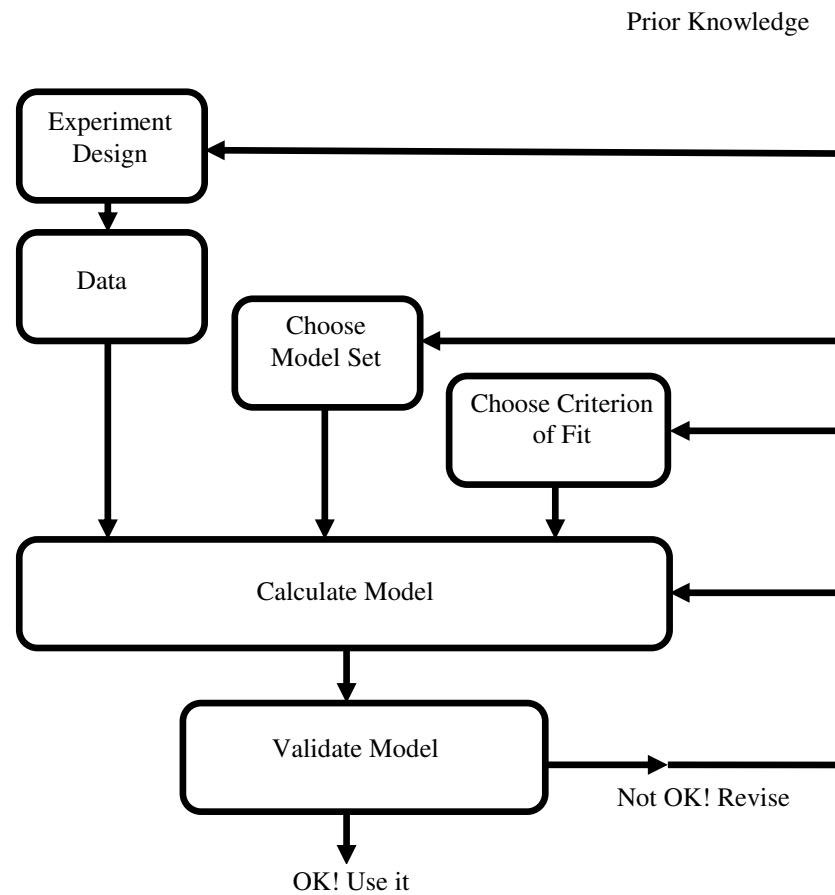 Prior Knowledge
Experiment
Design
Data
Choose
Model Set
Choose Criterion
of Fit
Calculate Model
Validate Model
Not OK! Revise
OK! Use it